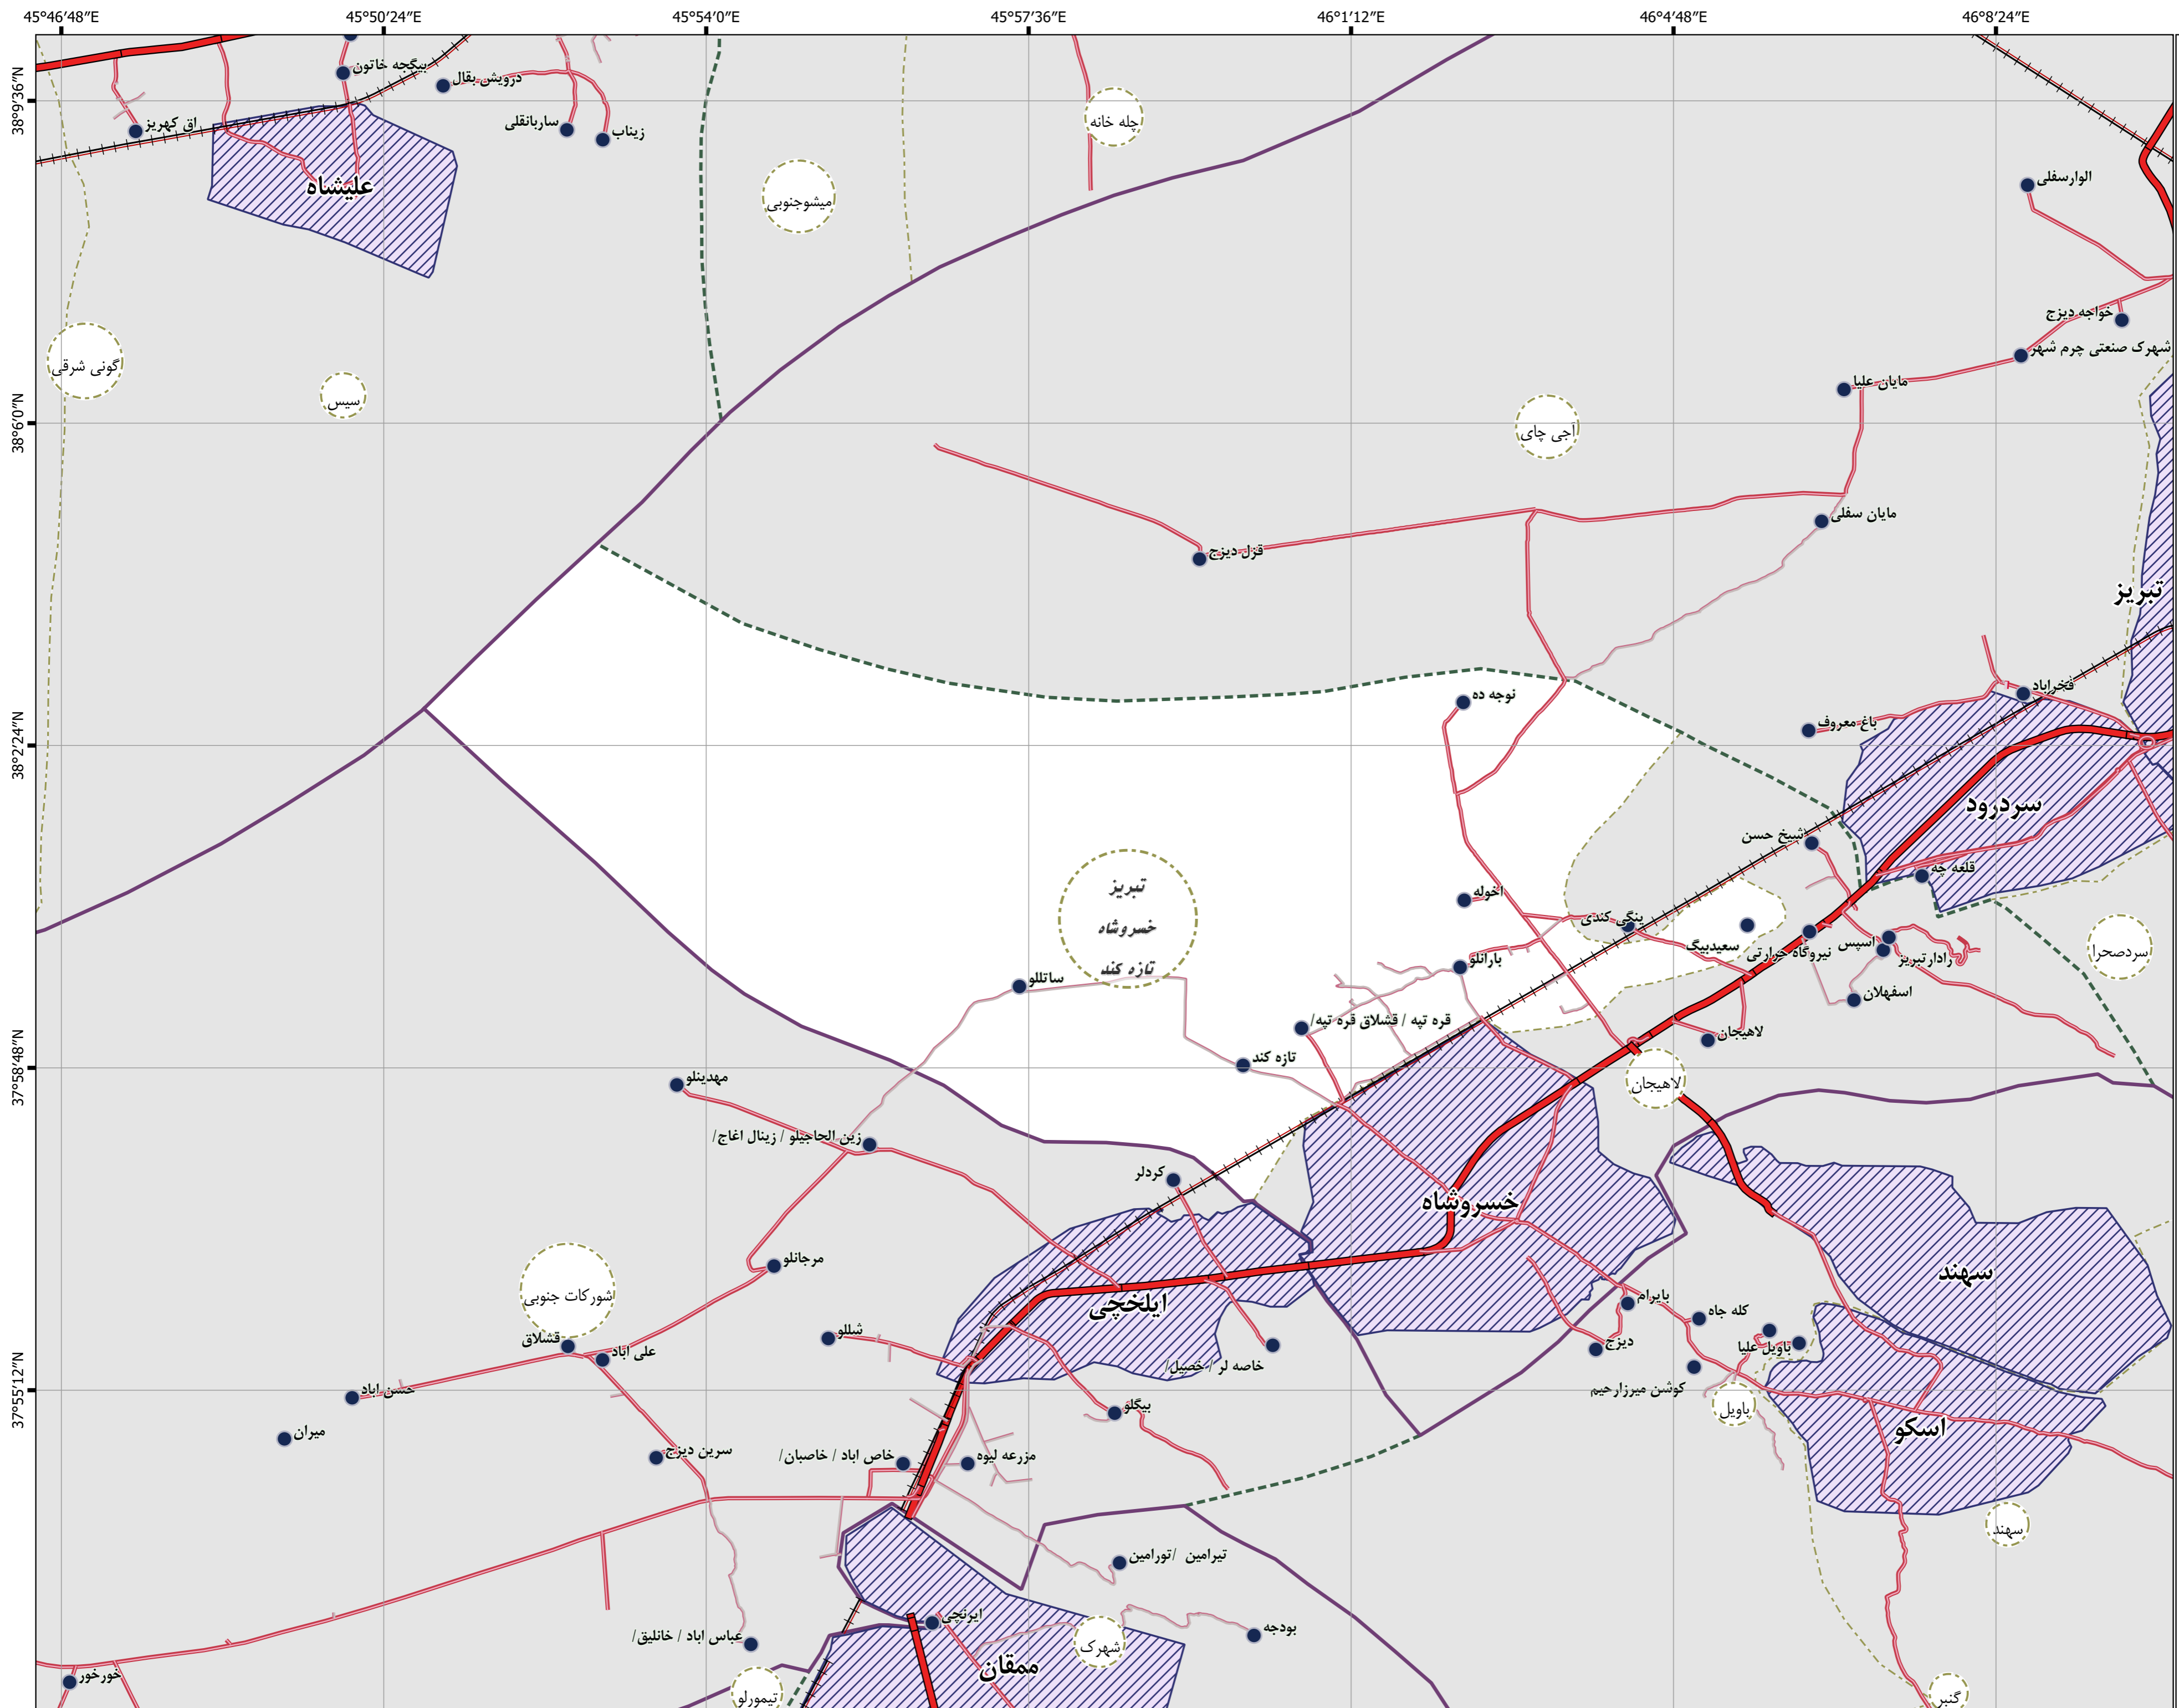 45°46'48"E
45°50'24"E
45°54'0"E
45°57'36"E
46°1'12"E
46°4'48"E
46°8'24"E
38°9'36"N
38°6'0"N
38°2'24"N
37°58'48"N
37°55'12"N
بیگجه خاتون
درویش بقال
اق کهریز
ساربانقلی
زیناب
علیشاه
چله خانه
میشوجنوبی
الوارسفلی
گونی شرقی
سیس
خواجه دیزج
شهرک صنعتی چرم شهر
مایان علیا
آجی چای
مایان سفلی
قزل دیزج
تبریز
نوجه ده
فخراباد
باغ معروف
سردرود
شیخ حسن
قلعه چه
تبریز
خسروشاه
تازه کند
اخوله
ینگی کندی
سعیدبیگ
نیروگاه حرارتی
اسپس
رادارتبریز
سردصحرا
بارانلو
ساتللو
اسفهلان
قره تپه / قشلاق قره تپه/
لاهیجان
تازه کند
لاهیجان
مهدینلو
زین الحاجیلو / زینال اغاج/
کردلر
خسروشاه
مرجانلو
سهند
شورکات جنوبی
ایلخچی
بایرام
کله جاه
شللو
قشلاق
علی اباد
خاصه لر / خصیل/
دیزج
باویل علیا
کوشن میرزارحیم
حسن اباد
باویل
بیگلو
اسکو
میران
سرین دیزج
خاص اباد / خاصبان/
مزرعه لیوه
سهند
تیرامین /تورامین
ایرنچی
عباس اباد / خانلیق/
شهرک
بودجه
ممقان
خورخور
تیمورلو
گنبر